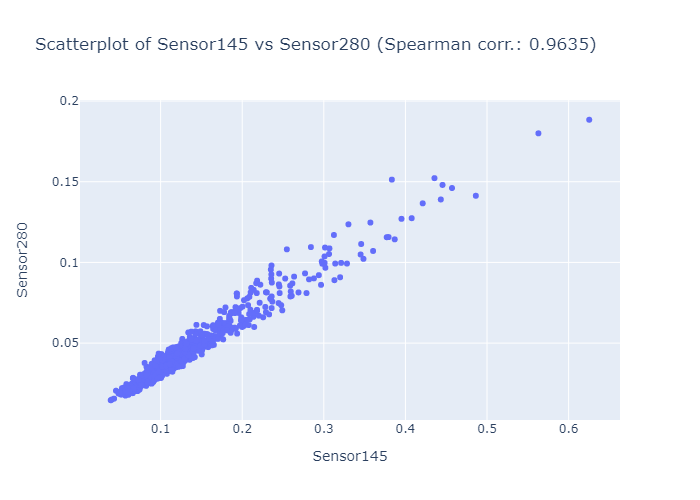 Scatterplot of Sensor145 vs Sensor280 (Spearman corr.: 0.9635)
0.2
0.15
0.1
0.05
Sensor280
0.1 0.2 0.3 0.4 0.5 0.6
Sensor145